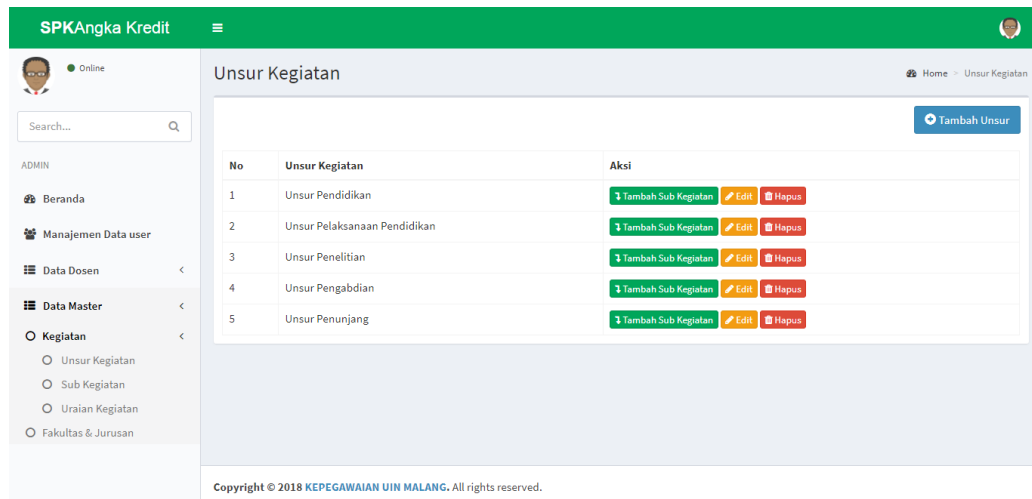 SPKAngka Kredit
Online
Search...
ADMIN
Beranda
Manajemen Data user
Data Dosen
Data Master
Kegiatan
Unsur Kegiatan
Sub Kegiatan
Uraian Kegiatan
Fakultas & Jurusan
Unsur Kegiatan
Home > Unsur Kegiatan
Tambah Unsur
No Unsur Kegiatan Aksi
1 Unsur Pendidikan Tambah Sub Kegiatan Edit Hapus
2 Unsur Pelaksanaan Pendidikan Tambah Sub Kegiatan Edit Hapus
3 Unsur Penelitian Tambah Sub Kegiatan Edit Hapus
4 Unsur Pengabdian Tambah Sub Kegiatan Edit Hapus
5 Unsur Penunjang Tambah Sub Kegiatan Edit Hapus
Copyright © 2018 KEPEGAWAIAN UIN MALANG. All rights reserved.